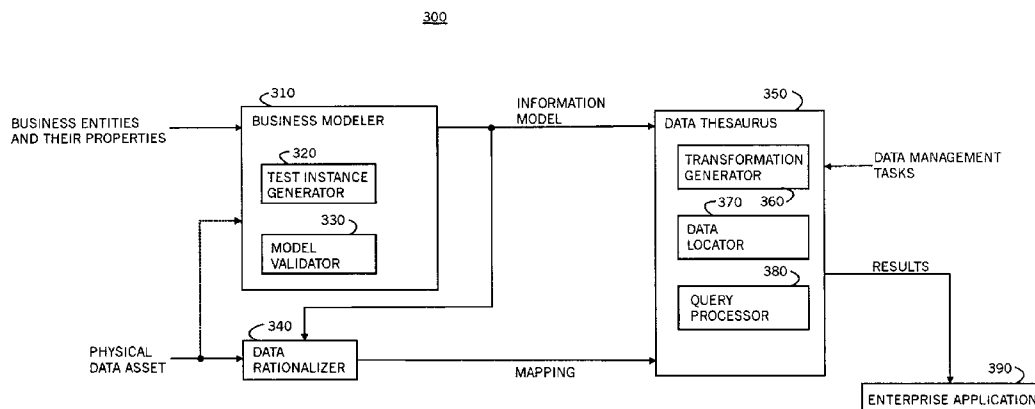 300
310
BUSINESS MODELER
BUSINESS ENTITIES
AND THEIR PROPERTIES
320
TEST INSTANCE
GENERATOR
330
MODEL
VALIDATOR
INFORMATION
MODEL
350
DATA THESAURUS
TRANSFORMATION
GENERATOR
360
370
DATA
LOCATOR
380
QUERY
PROCESSOR
DATA MANAGEMENT
TASKS
RESULTS
340
DATA
RATIONALIZER
PHYSICAL
DATA ASSET
MAPPING
390
ENTERPRISE APPLICATION